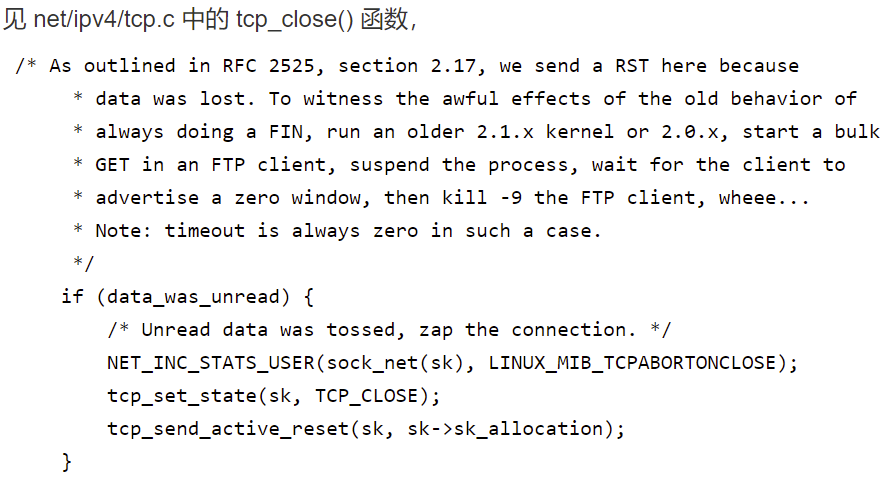 见 net/ipv4/tcp.c 中的 tcp_close() 函数，
/* As outlined in RFC 2525, section 2.17, we send a RST here because
* data was lost. To witness the awful effects of the old behavior of
* always doing a FIN, run an older 2.1.x kernel or 2.0.x, start a bulk
* GET in an FTP client, suspend the process, wait for the client to
* advertise a zero window, then kill -9 the FTP client, wheee...
* Note: timeout is always zero in such a case.
*/
if (data_was_unread) {
/* Unread data was tossed, zap the connection. */
NET_INC_STATS_USER(sock_net(sk), LINUX_MIB_TCPABORTONCLOSE);
tcp_set_state(sk, TCP_CLOSE);
tcp_send_active_reset(sk, sk->sk_allocation);
}